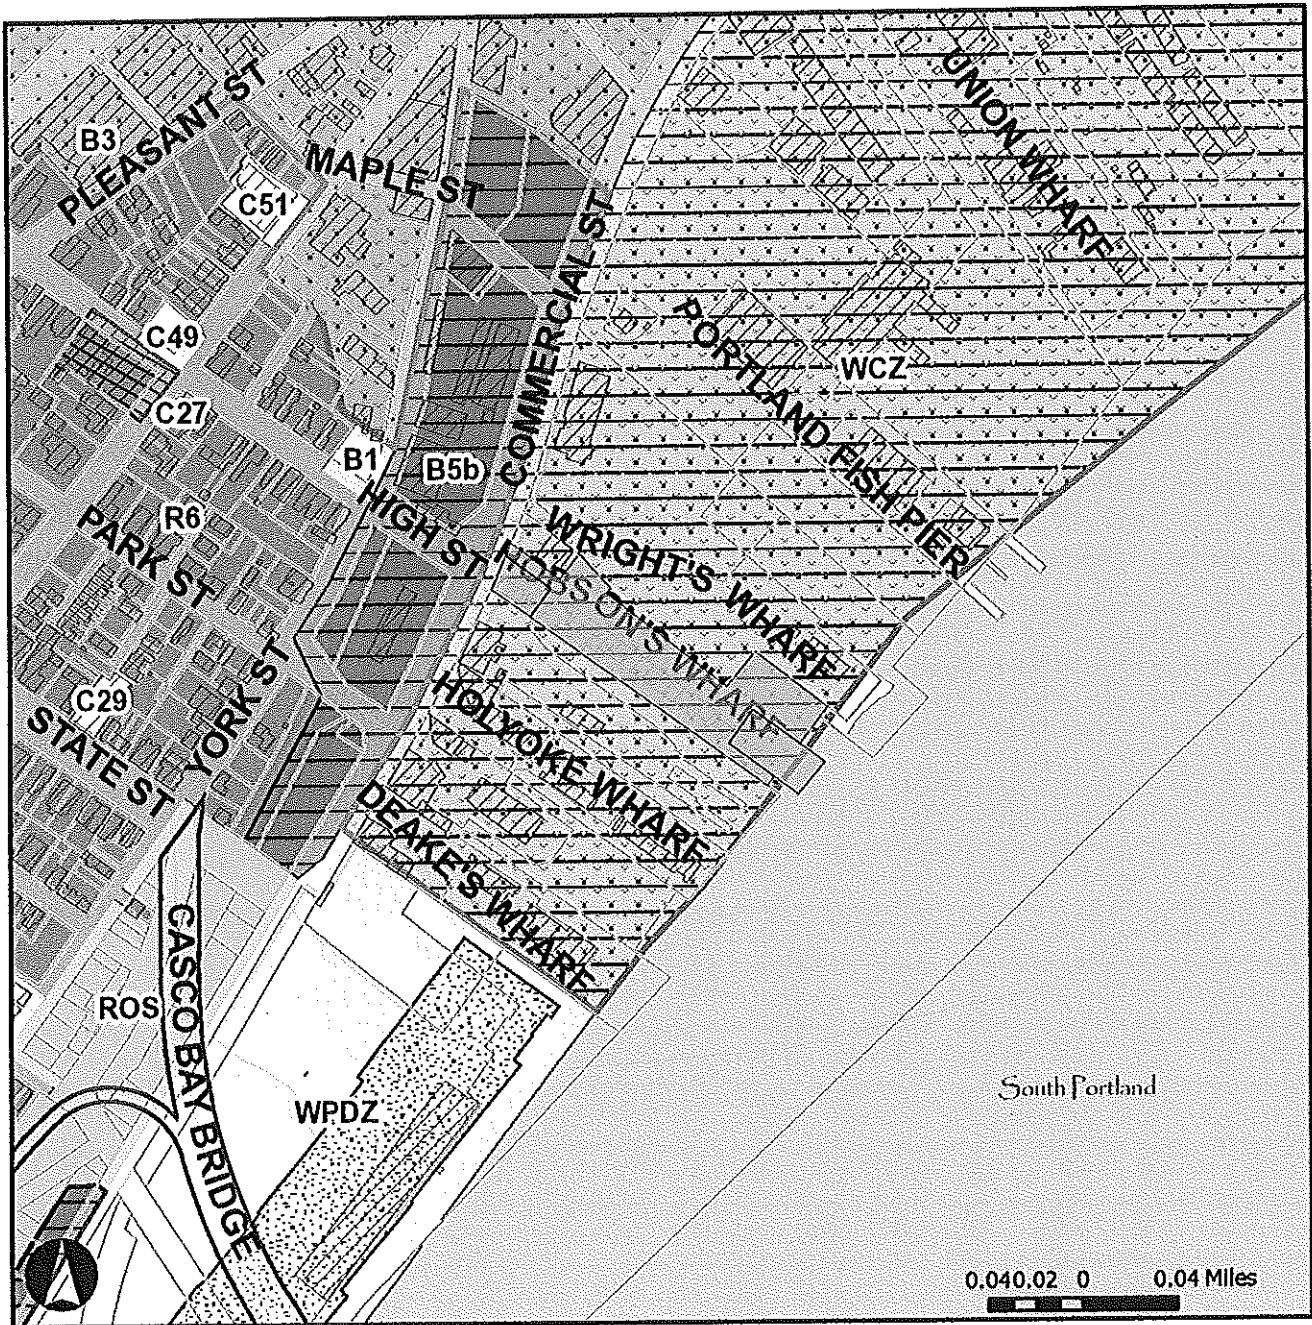 UNION WHARF
PLEASANT ST
B3
MAPLE ST
C51
COMMERCIAL ST
PORTLAND FISH PIER
C49
WCZ
C27
B1
B5b
HIGH ST
R6
PARK ST
WRIGHT'S WHARF
HOBSON'S WHARF
YORK ST
C29
STATE ST
HOLYOKE WHARF
DEAKE'S WHARF
CASCO BAY BRIDGE
ROS
South Portland
WPDZ
0.040.02 0 0.04 Miles